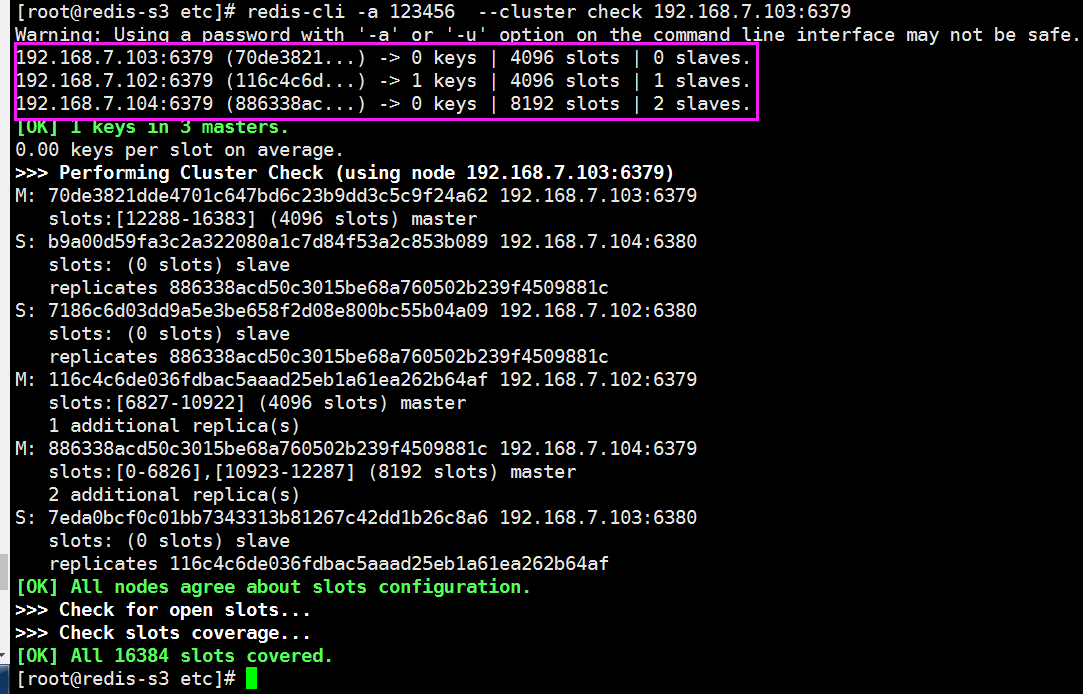 [root@redis-s3 etc]# redis-cli -a 123456  --cluster check 192.168.7.103:6379
Warning: Using a password with '-a' or '-u' option on the command line interface may not be safe.
192.168.7.103:6379 (70de3821...) -> 0 keys | 4096 slots | 0 slaves.
192.168.7.102:6379 (116c4c6d...) -> 1 keys | 4096 slots | 1 slaves.
192.168.7.104:6379 (886338ac...) -> 0 keys | 8192 slots | 2 slaves.
[OK] 1 keys in 3 masters.
0.00 keys per slot on average.
>>> Performing Cluster Check (using node 192.168.7.103:6379)
M: 70de3821dde4701c647bd6c23b9dd3c5c9f24a62 192.168.7.103:6379
   slots:[12288-16383] (4096 slots) master
S: b9a00d59fa3c2a322080a1c7d84f53a2c853b089 192.168.7.104:6380
   slots: (0 slots) slave
   replicates 886338acd50c3015be68a760502b239f4509881c
S: 7186c6d03dd9a5e3be658f2d08e800bc55b04a09 192.168.7.102:6380
   slots: (0 slots) slave
   replicates 886338acd50c3015be68a760502b239f4509881c
M: 116c4c6de036fdbac5aaad25eb1a61ea262b64af 192.168.7.102:6379
   slots:[6827-10922] (4096 slots) master
   1 additional replica(s)
M: 886338acd50c3015be68a760502b239f4509881c 192.168.7.104:6379
   slots:[0-6826],[10923-12287] (8192 slots) master
   2 additional replica(s)
S: 7eda0bcf0c01bb7343313b81267c42dd1b26c8a6 192.168.7.103:6380
   slots: (0 slots) slave
   replicates 116c4c6de036fdbac5aaad25eb1a61ea262b64af
[OK] All nodes agree about slots configuration.
>>> Check for open slots...
>>> Check slots coverage...
[OK] All 16384 slots covered.
[root@redis-s3 etc]#